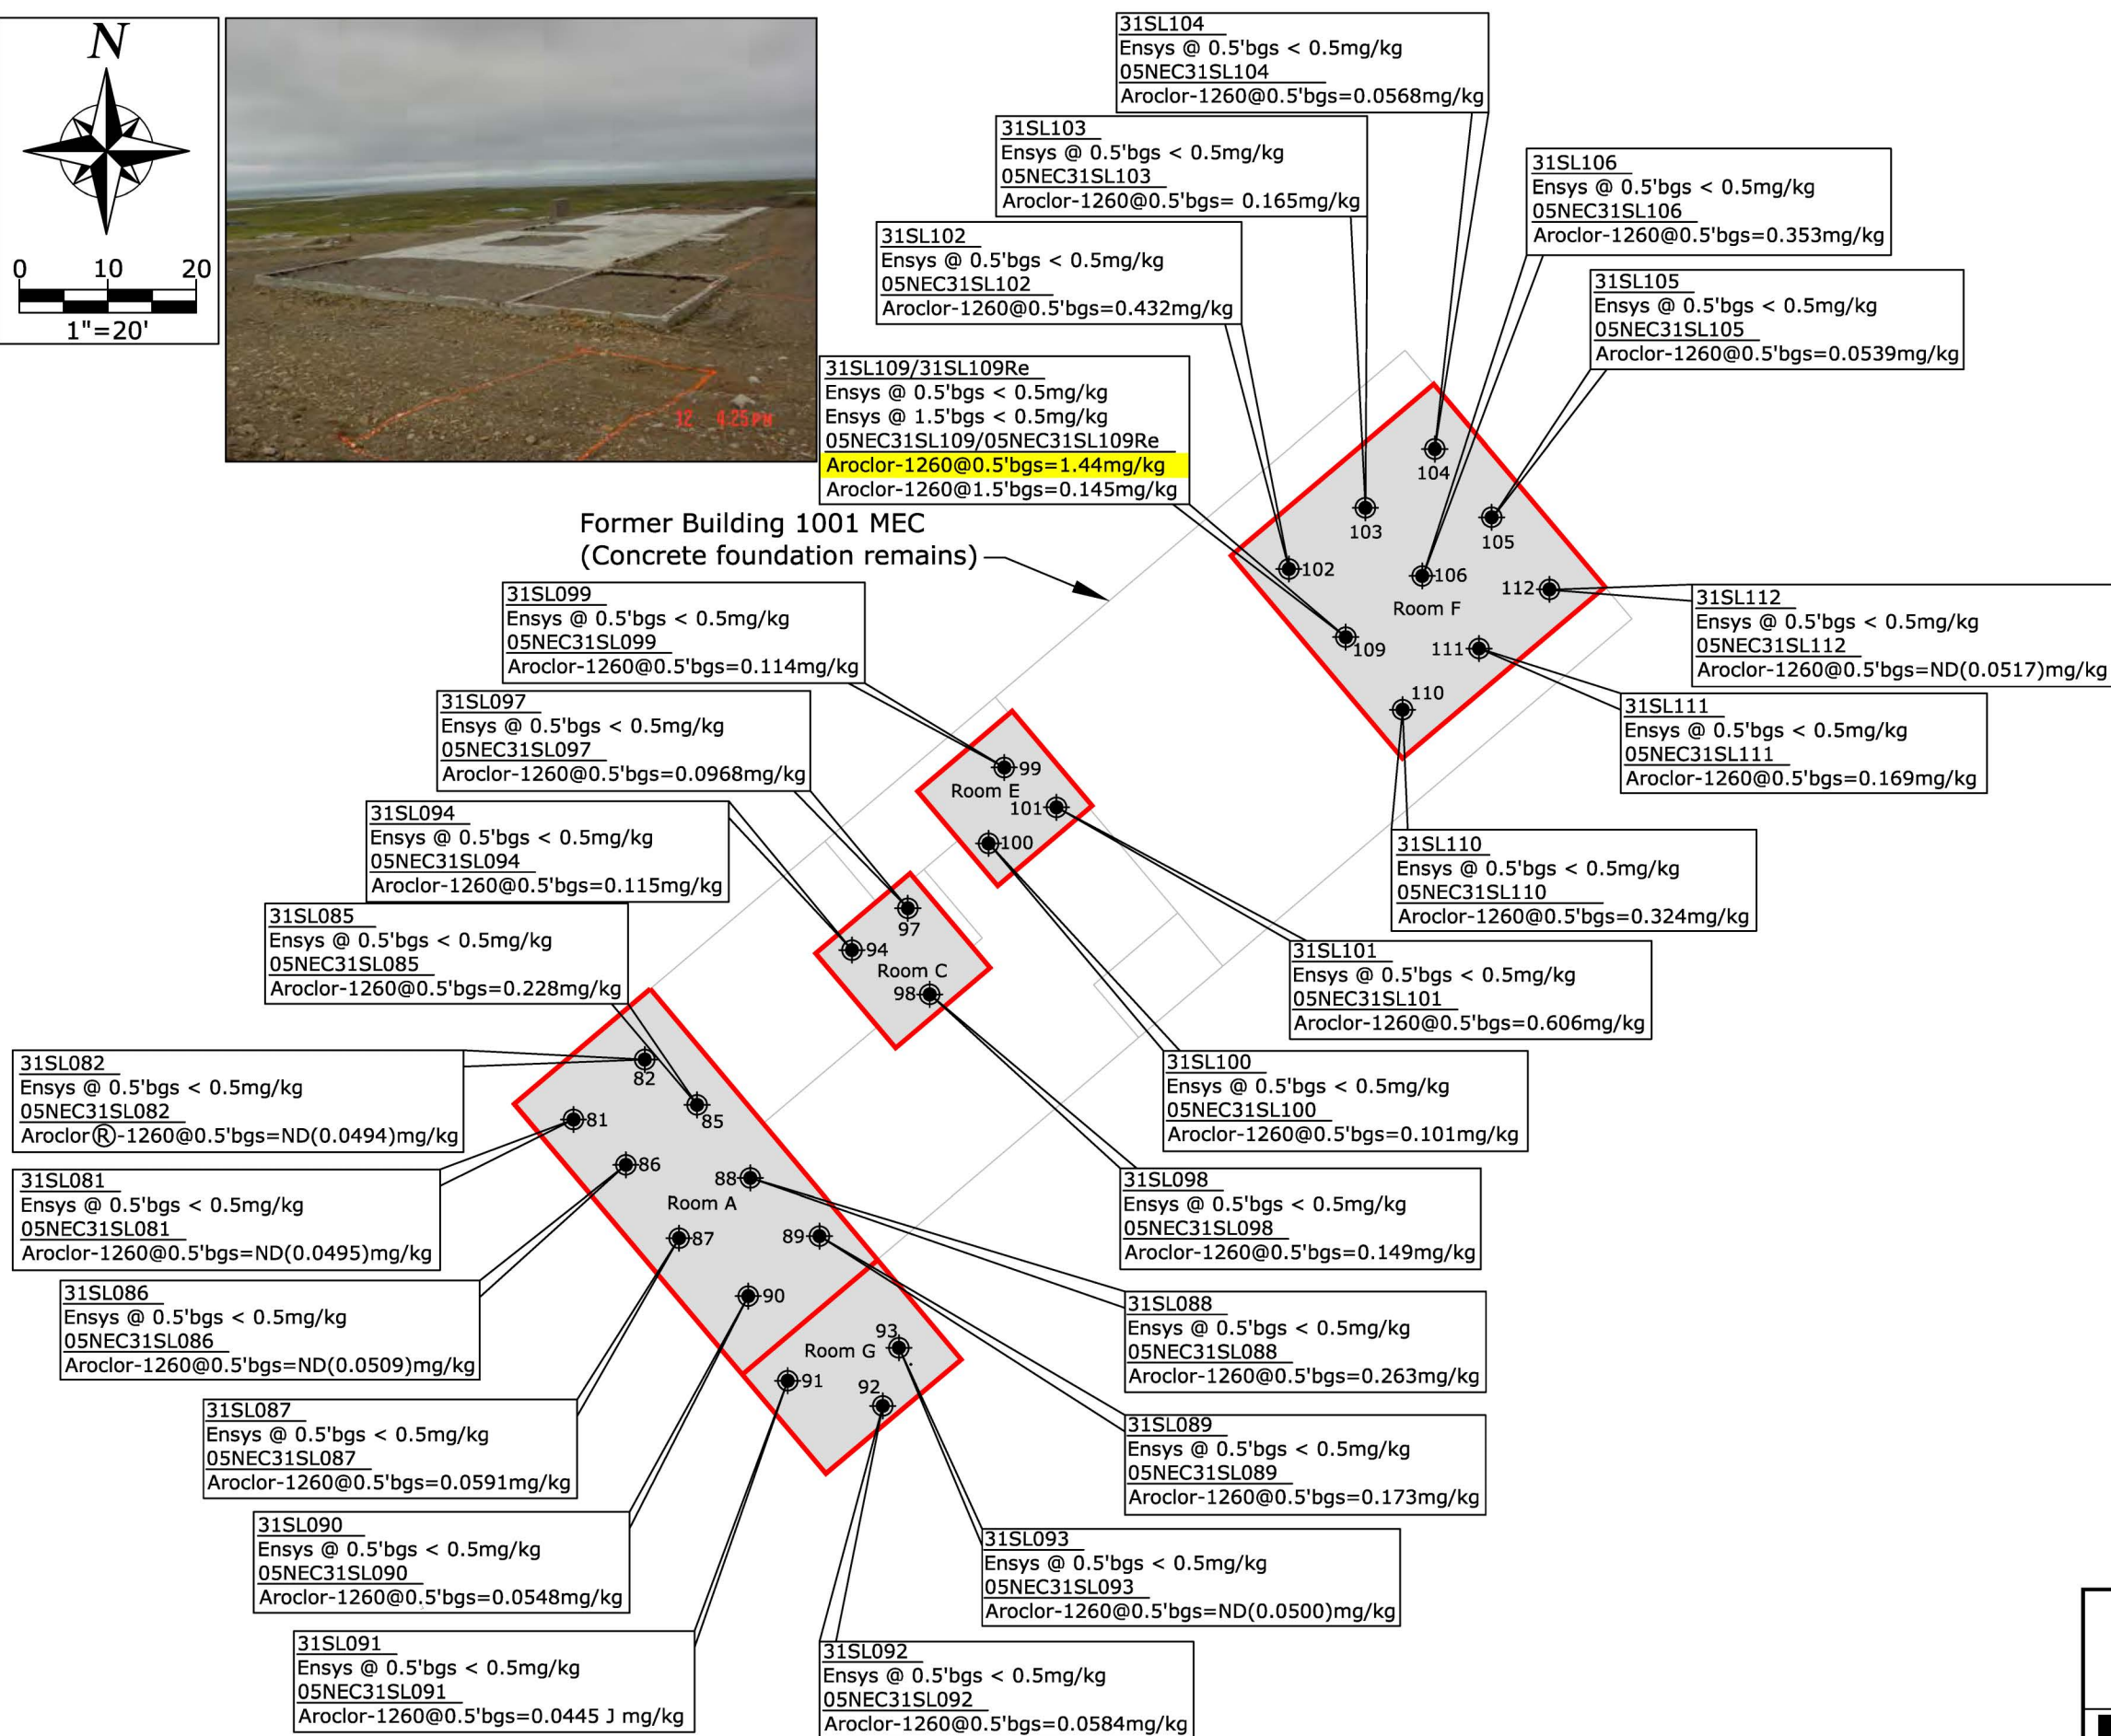 N
0 10 20
1"=20'
12 4:25PM
31SL104
Ensys @ 0.5'bgs < 0.5mg/kg
05NEC31SL104
Aroclor-1260@0.5'bgs=0.0568mg/kg
31SL103
Ensys @ 0.5'bgs < 0.5mg/kg
05NEC31SL103
Aroclor-1260@0.5'bgs= 0.165mg/kg
31SL106
Ensys @ 0.5'bgs < 0.5mg/kg
05NEC31SL106
Aroclor-1260@0.5'bgs=0.353mg/kg
31SL102
Ensys @ 0.5'bgs < 0.5mg/kg
05NEC31SL102
Aroclor-1260@0.5'bgs=0.432mg/kg
31SL105
Ensys @ 0.5'bgs < 0.5mg/kg
05NEC31SL105
Aroclor-1260@0.5'bgs=0.0539mg/kg
31SL109/31SL109Re
Ensys @ 0.5'bgs < 0.5mg/kg
Ensys @ 1.5'bgs < 0.5mg/kg
05NEC31SL109/05NEC31SL109Re
Aroclor-1260@0.5'bgs=1.44mg/kg
Aroclor-1260@1.5'bgs=0.145mg/kg
Former Building 1001 MEC
(Concrete foundation remains)
104
103
105
102
106
112
Room F
109
111
110
31SL112
Ensys @ 0.5'bgs < 0.5mg/kg
05NEC31SL112
Aroclor-1260@0.5'bgs=ND(0.0517)mg/kg
31SL099
Ensys @ 0.5'bgs < 0.5mg/kg
05NEC31SL099
Aroclor-1260@0.5'bgs=0.114mg/kg
31SL111
Ensys @ 0.5'bgs < 0.5mg/kg
05NEC31SL111
Aroclor-1260@0.5'bgs=0.169mg/kg
31SL097
Ensys @ 0.5'bgs < 0.5mg/kg
05NEC31SL097
Aroclor-1260@0.5'bgs=0.0968mg/kg
99
Room E
101
100
31SL094
Ensys @ 0.5'bgs < 0.5mg/kg
05NEC31SL094
Aroclor-1260@0.5'bgs=0.115mg/kg
31SL110
Ensys @ 0.5'bgs < 0.5mg/kg
05NEC31SL110
Aroclor-1260@0.5'bgs=0.324mg/kg
97
94
Room C
98
31SL085
Ensys @ 0.5'bgs < 0.5mg/kg
05NEC31SL085
Aroclor-1260@0.5'bgs=0.228mg/kg
31SL101
Ensys @ 0.5'bgs < 0.5mg/kg
05NEC31SL101
Aroclor-1260@0.5'bgs=0.606mg/kg
31SL082
Ensys @ 0.5'bgs < 0.5mg/kg
05NEC31SL082
Aroclor®-1260@0.5'bgs=ND(0.0494)mg/kg
31SL100
Ensys @ 0.5'bgs < 0.5mg/kg
05NEC31SL100
Aroclor-1260@0.5'bgs=0.101mg/kg
82
81
85
86
88
Room A
87
89
90
31SL081
Ensys @ 0.5'bgs < 0.5mg/kg
05NEC31SL081
Aroclor-1260@0.5'bgs=ND(0.0495)mg/kg
31SL098
Ensys @ 0.5'bgs < 0.5mg/kg
05NEC31SL098
Aroclor-1260@0.5'bgs=0.149mg/kg
31SL086
Ensys @ 0.5'bgs < 0.5mg/kg
05NEC31SL086
Aroclor-1260@0.5'bgs=ND(0.0509)mg/kg
31SL088
Ensys @ 0.5'bgs < 0.5mg/kg
05NEC31SL088
Aroclor-1260@0.5'bgs=0.263mg/kg
93
Room G
91
92
31SL087
Ensys @ 0.5'bgs < 0.5mg/kg
05NEC31SL087
Aroclor-1260@0.5'bgs=0.0591mg/kg
31SL089
Ensys @ 0.5'bgs < 0.5mg/kg
05NEC31SL089
Aroclor-1260@0.5'bgs=0.173mg/kg
31SL090
Ensys @ 0.5'bgs < 0.5mg/kg
05NEC31SL090
Aroclor-1260@0.5'bgs=0.0548mg/kg
31SL093
Ensys @ 0.5'bgs < 0.5mg/kg
05NEC31SL093
Aroclor-1260@0.5'bgs=ND(0.0500)mg/kg
31SL091
Ensys @ 0.5'bgs < 0.5mg/kg
05NEC31SL091
Aroclor-1260@0.5'bgs=0.0445 J mg/kg
31SL092
Ensys @ 0.5'bgs < 0.5mg/kg
05NEC31SL092
Aroclor-1260@0.5'bgs=0.0584mg/kg